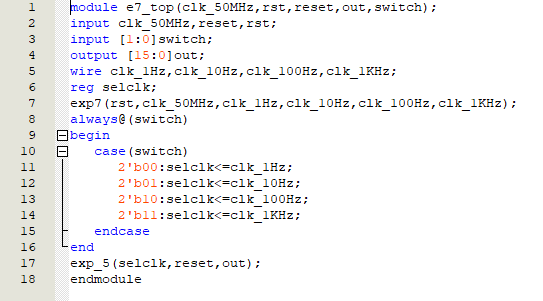 1 module e7_top(clk_50MHz,rst,reset,out,switch);
2 input clk_50MHz,reset,rst;
3 input [1:0]switch;
4 output [15:0]out;
5 wire clk_1Hz,clk_10Hz,clk_100Hz,clk_1KHz;
6 reg selclk;
7 exp7(rst,clk_50MHz,clk_1Hz,clk_10Hz,clk_100Hz,clk_1KHz);
8 always@(switch)
9 begin
10 case(switch)
11 2'b00:selclk<=clk_1Hz;
12 2'b01:selclk<=clk_10Hz;
13 2'b10:selclk<=clk_100Hz;
14 2'b11:selclk<=clk_1KHz;
15 endcase
16 end
17 exp_5(selclk,reset,out);
18 endmodule